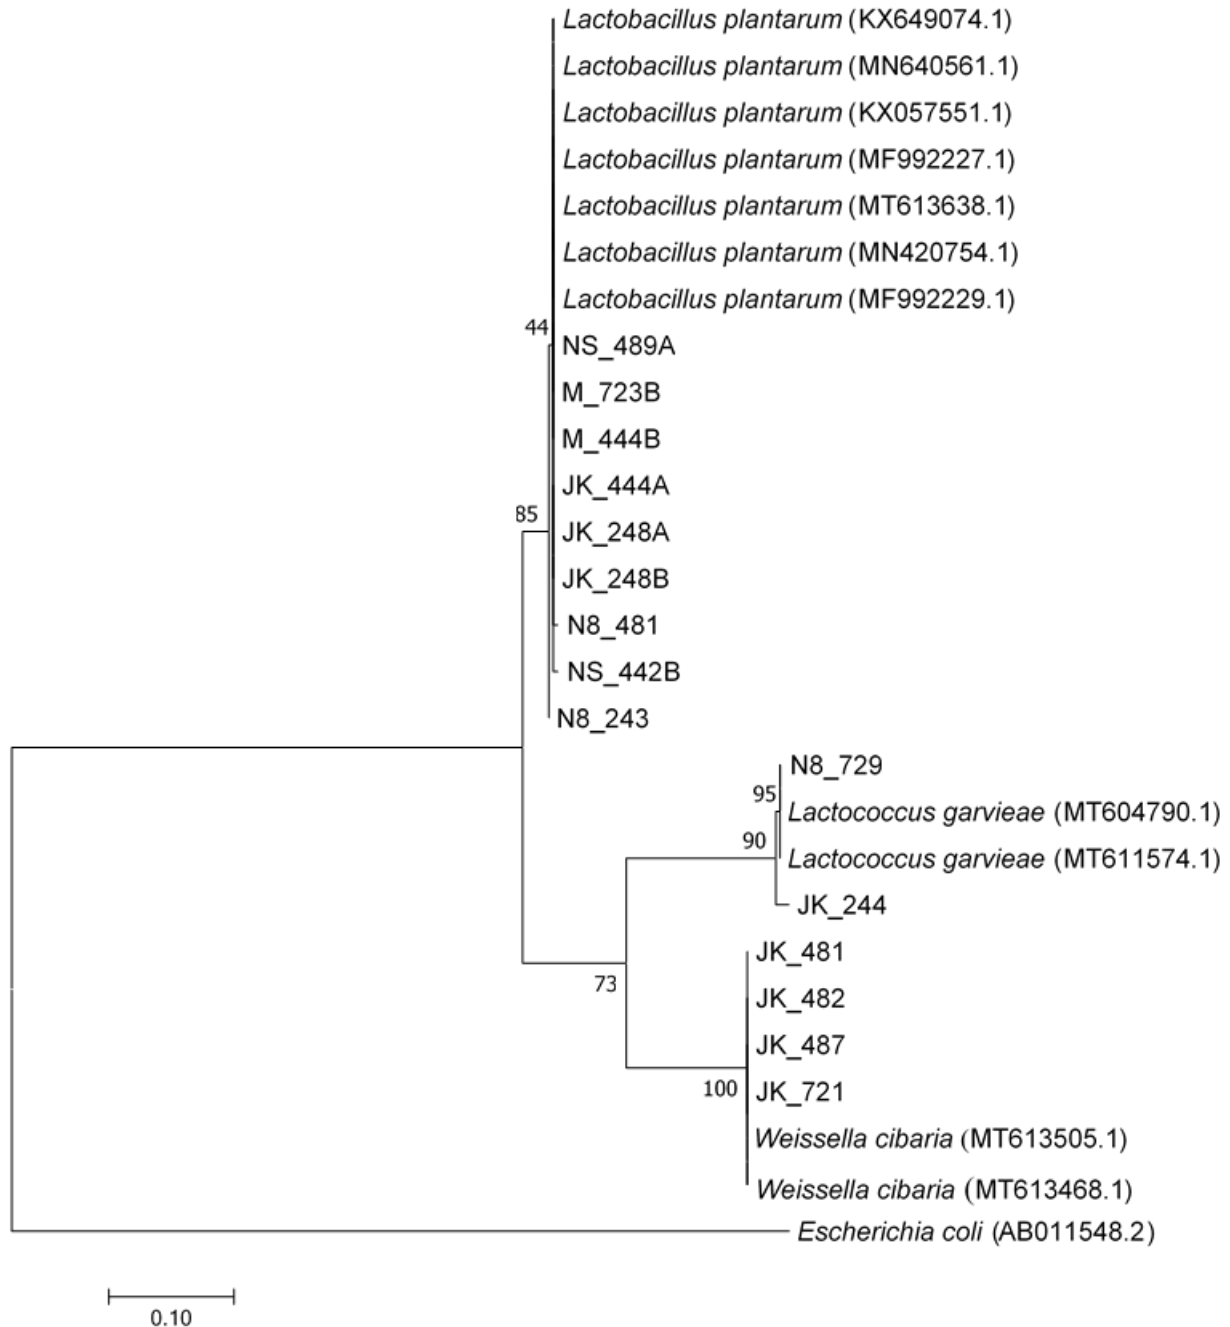 Lactobacillus plantarum (KX649074.1)
Lactobacillus plantarum (MN640561.1)
Lactobacillus plantarum (KX057551.1)
Lactobacillus plantarum (MF992227.1)
Lactobacillus plantarum (MT613638.1)
Lactobacillus plantarum (MN420754.1)
Lactobacillus plantarum (MF992229.1)
44
NS_489A
M_723B
M_444B
JK_444A
85
JK_248A
JK_248B
N8_481
NS_442B
N8_243
N8_729
95
Lactococcus garvieae (MT604790.1)
90
Lactococcus garvieae (MT611574.1)
JK_244
JK_481
73
JK_482
JK_487
100
JK_721
Weissella cibaria (MT613505.1)
Weissella cibaria (MT613468.1)
Escherichia coli (AB011548.2)
0.10